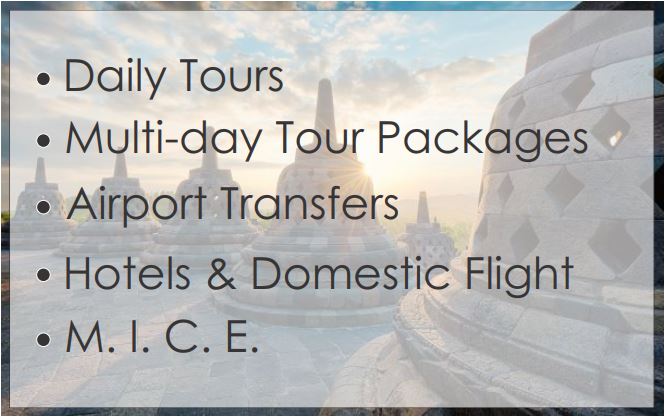 • Daily Tours
• Multi-day Tour Packages
• Airport Transfers
• Hotels & Domestic Flight
• M. I. C. E.